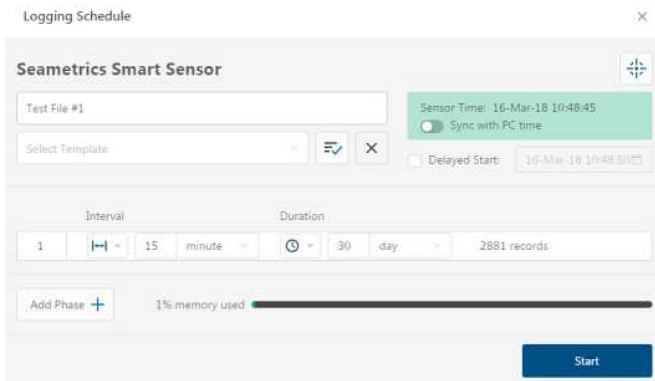 Logging Schedule
Seametrics Smart Sensor
Test File #1
Sensor Time: 16-Mar-18 10:48:45
Sync with PC time
Select Template
Delayed Start:
16-Mar-18 10:48:50
Interval
Duration
1 15 minute 30 day 2881 records
Add Phase
1% memory used
Start